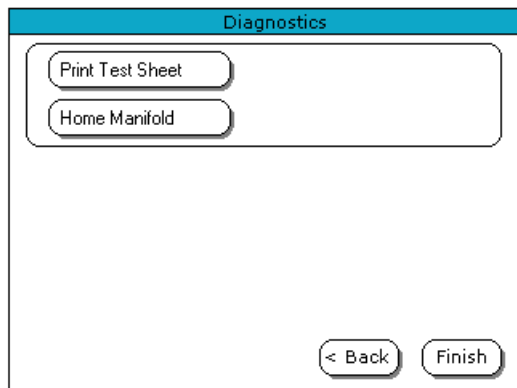 Diagnostics
Print Test Sheet
Home Manifold
< Back
Finish